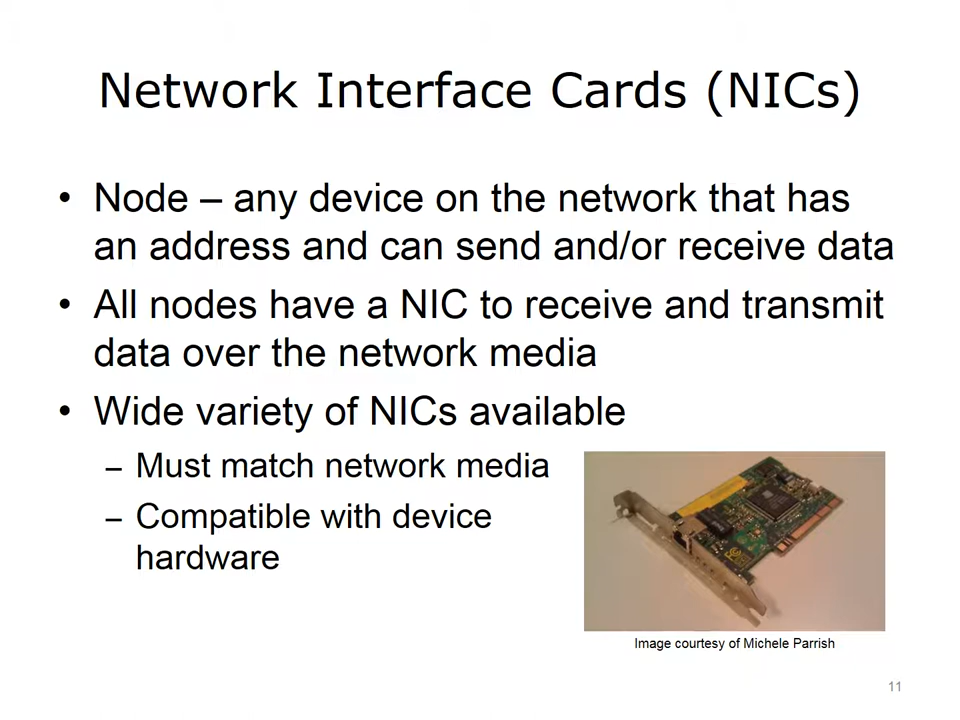 Network Interface Cards (NICs)
• Node – any device on the network that has
an address and can send and/or receive data
• All nodes have a NIC to receive and transmit
data over the network media
• Wide variety of NICs available
– Must match network media
– Compatible with device
hardware
Image courtesy of Michele Parrish
11